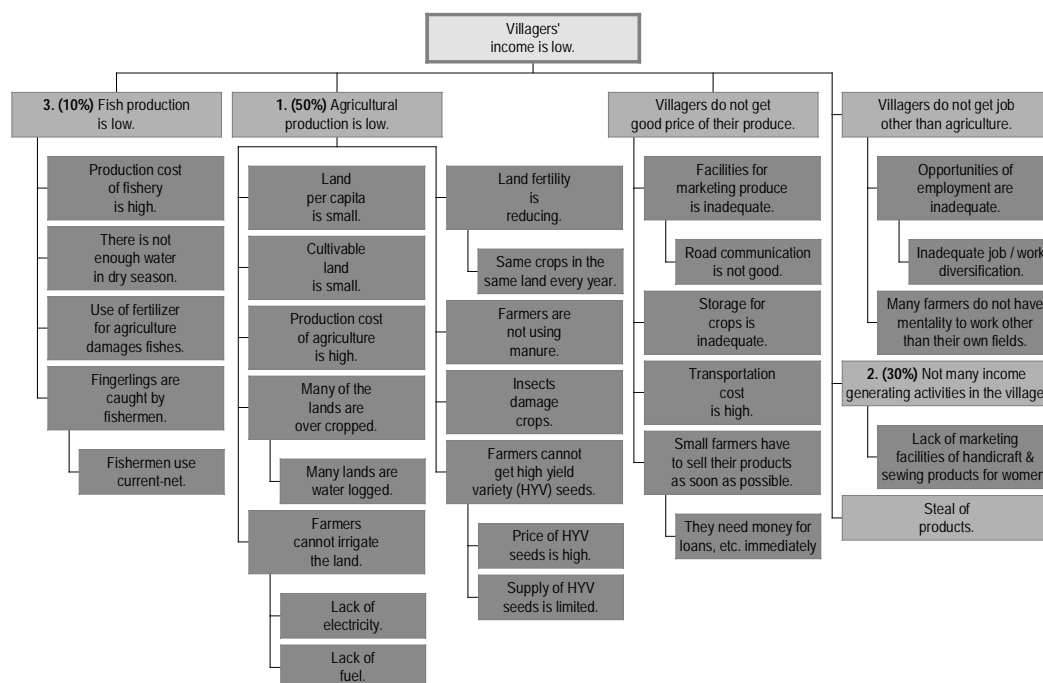 Villagers'
income is low.
3. (10%) Fish production
is low.
Production cost
of fishery
is high.
There is not
enough water
in dry season.
Use of fertilizer
for agriculture
damages fishes.
Fingerlings are
caught by
fishermen.
Fishermen use
current-net.
1. (50%) Agricultural
production is low.
Land
per capita
is small.
Cultivable
land
is small.
Production cost
of agriculture
is high.
Many of the
lands are
over cropped.
Many lands are
water logged.
Farmers
cannot irrigate
the land.
Lack of
electricity.
Lack of
fuel.
Land fertility
is
reducing.
Same crops in the
same land every year.
Farmers are
not using
manure.
Insects
damage
crops.
Farmers cannot
get high yield
variety (HYV) seeds.
Price of HYV
seeds is high.
Supply of HYV
seeds is limited.
Villagers do not get
good price of their produce.
Facilities for
marketing produce
is inadequate.
Road communication
is not good.
Storage for
crops is
inadequate.
Transportation
cost
is high.
Small farmers have
to sell their products
as soon as possible.
They need money for
loans, etc. immediately
Villagers do not get job
other than agriculture.
Opportunities of
employment are
inadequate.
Inadequate job / work
diversification.
Many farmers do not have
mentality to work other
than their own fields.
2. (30%) Not many income
generating activities in the village
Lack of marketing
facilities of handicraft &
sewing products for women
Steal of
products.